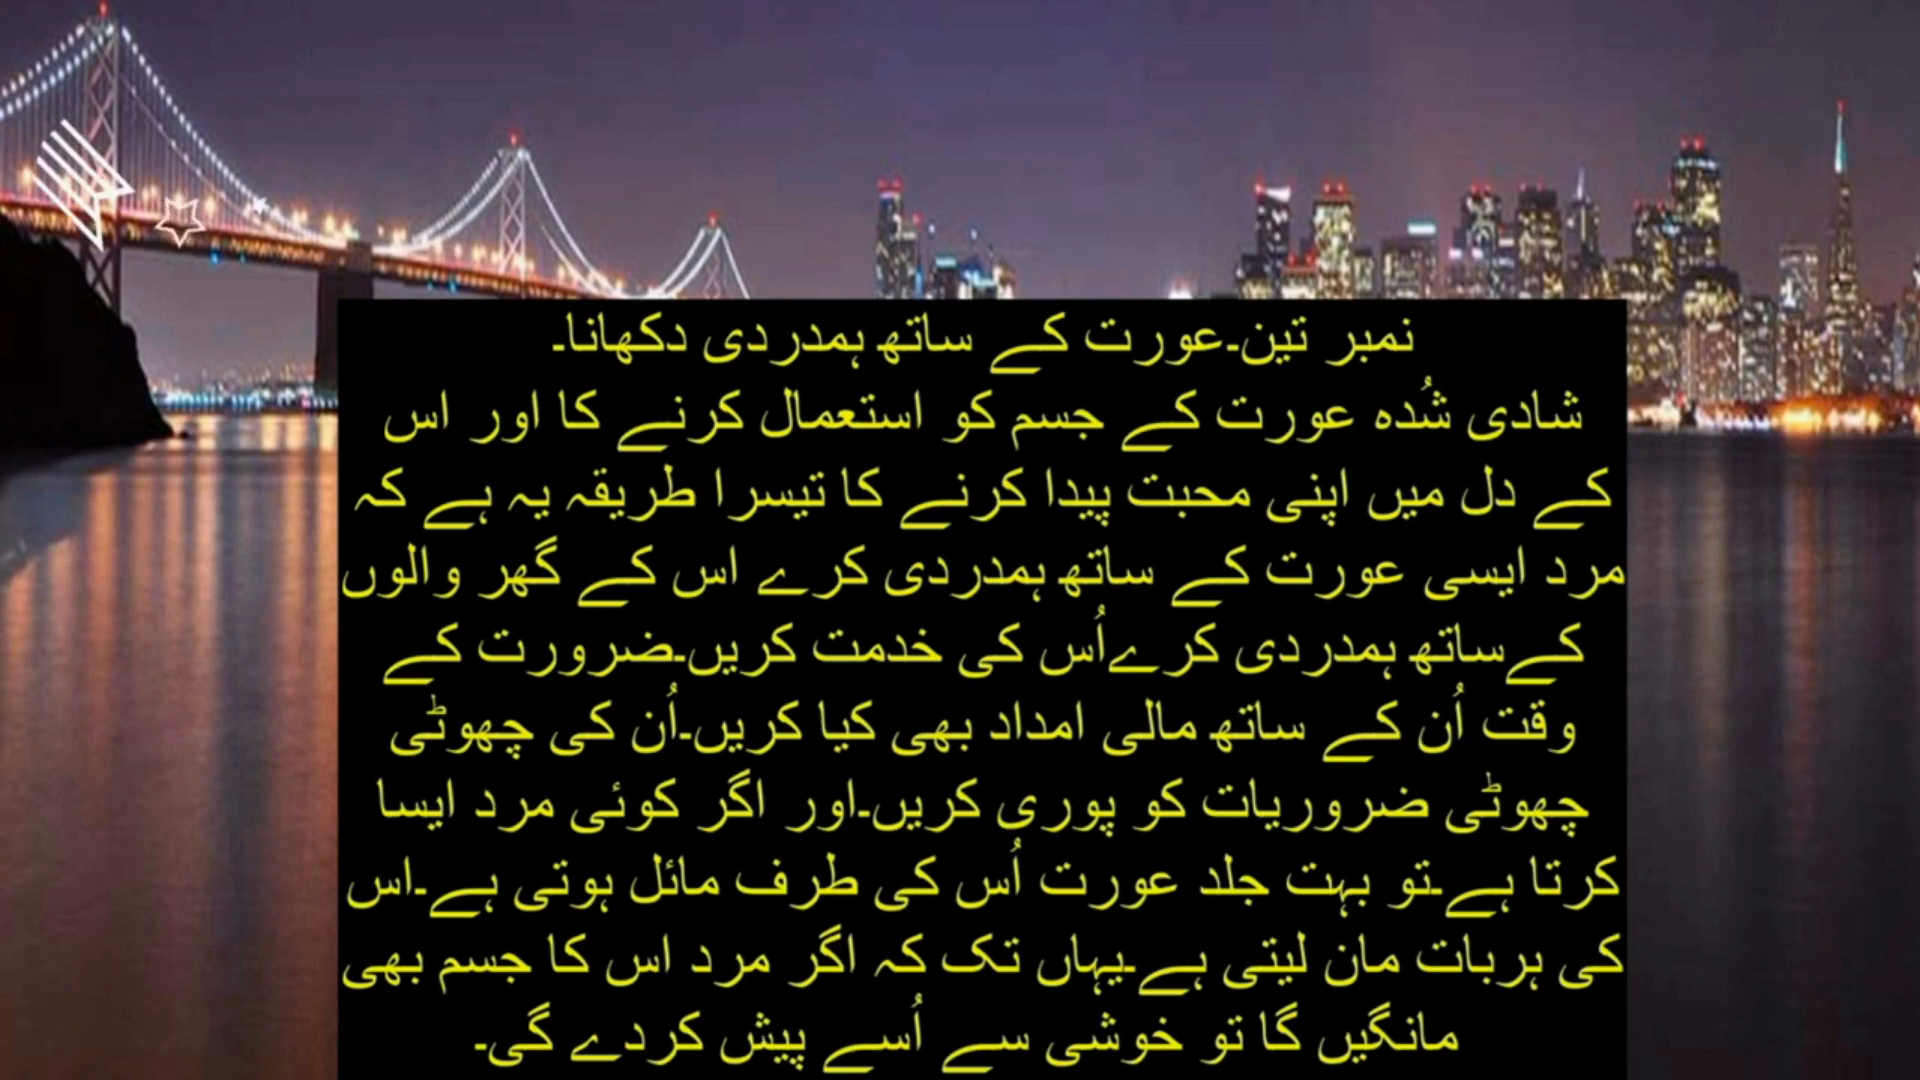 نمبر تین۔عورت کے ساتھ ہمدردی دکھانا۔
شادی شُدہ عورت کے جسم کو استعمال کرنے کا اور اس
کے دل میں اپنی محبت پیدا کرنے کا تیسرا طریقہ یہ ہے کہ
مرد ایسی عورت کے ساتھ ہمدردی کرے اس کے گھر والوں
کےساتھ ہمدردی کرےاُس کی خدمت کریں۔ضرورت کے
وقت اُن کے ساتھ مالی امداد بھی کیا کریں۔اُن کی چھوٹی
چھوٹی ضروریات کو پوری کریں۔اور اگر کوئی مرد ایسا
کرتا ہے۔تو بہت جلد عورت اُس کی طرف مائل ہوتی ہے۔اس
کی ہربات مان لیتی ہے۔یہاں تک کہ اگر مرد اس کا جسم بھی
مانگیں گا تو خوشی سے اُسے پیش کردے گی۔